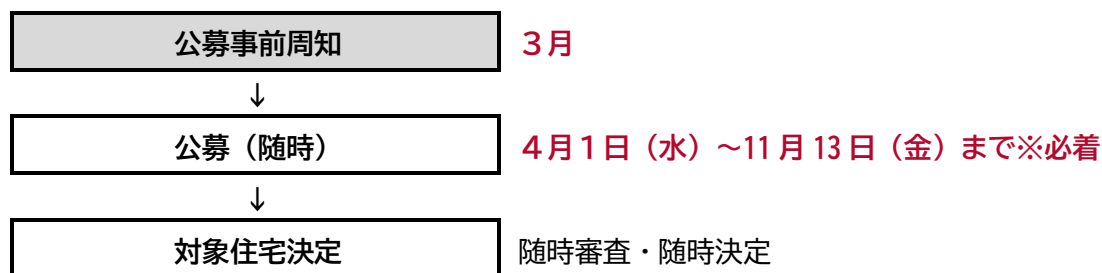 公募事前周知 ３月
↓
公募（随時） ４月１日（水）～11月13日（金）まで※必着
↓
対象住宅決定 随時審査・随時決定